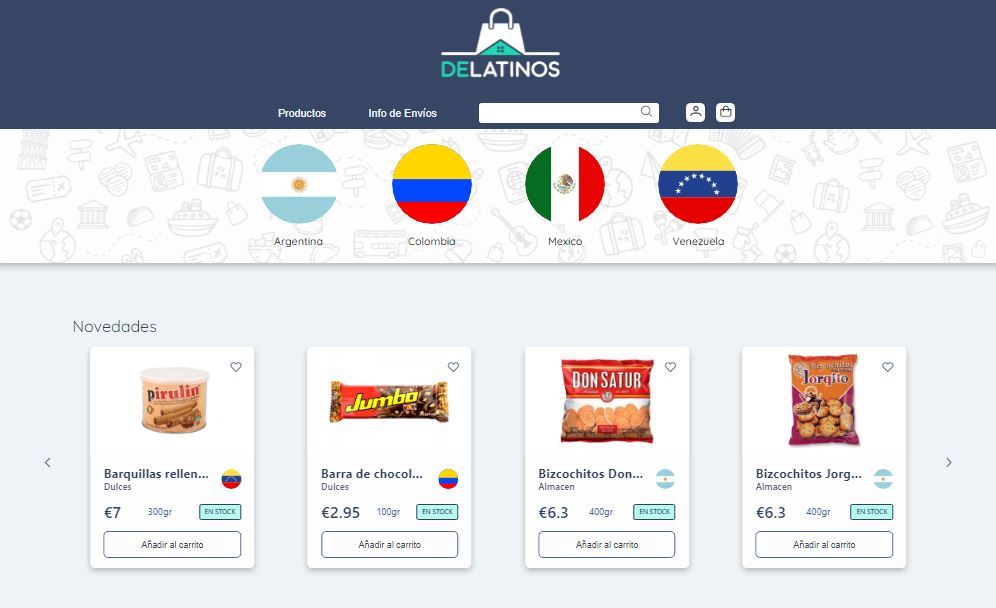 DELATINOS
Productos
Info de Envíos
Argentina
Colombia
Mexico
Venezuela
Novedades
pirulin
Jumbo
DON SATUR
Bizcochitos
Jorgito
Barquillas rellen...
Dulces
€7
300gr
EN STOCK
Añadir al carrito
Barra de chocol...
Dulces
€2.95
100gr
EN STOCK
Añadir al carrito
Bizcochitos Don...
Almacen
€6.3
400gr
EN STOCK
Añadir al carrito
Bizcochitos Jorg...
Almacen
€6.3
400gr
EN STOCK
Añadir al carrito